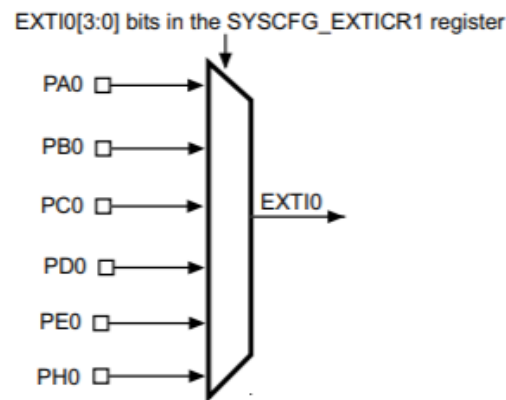 EXTI0[3:0] bits in the SYSCFG_EXTICR1 register
PA0
PB0
PC0
EXTI0
PD0
PE0
PH0